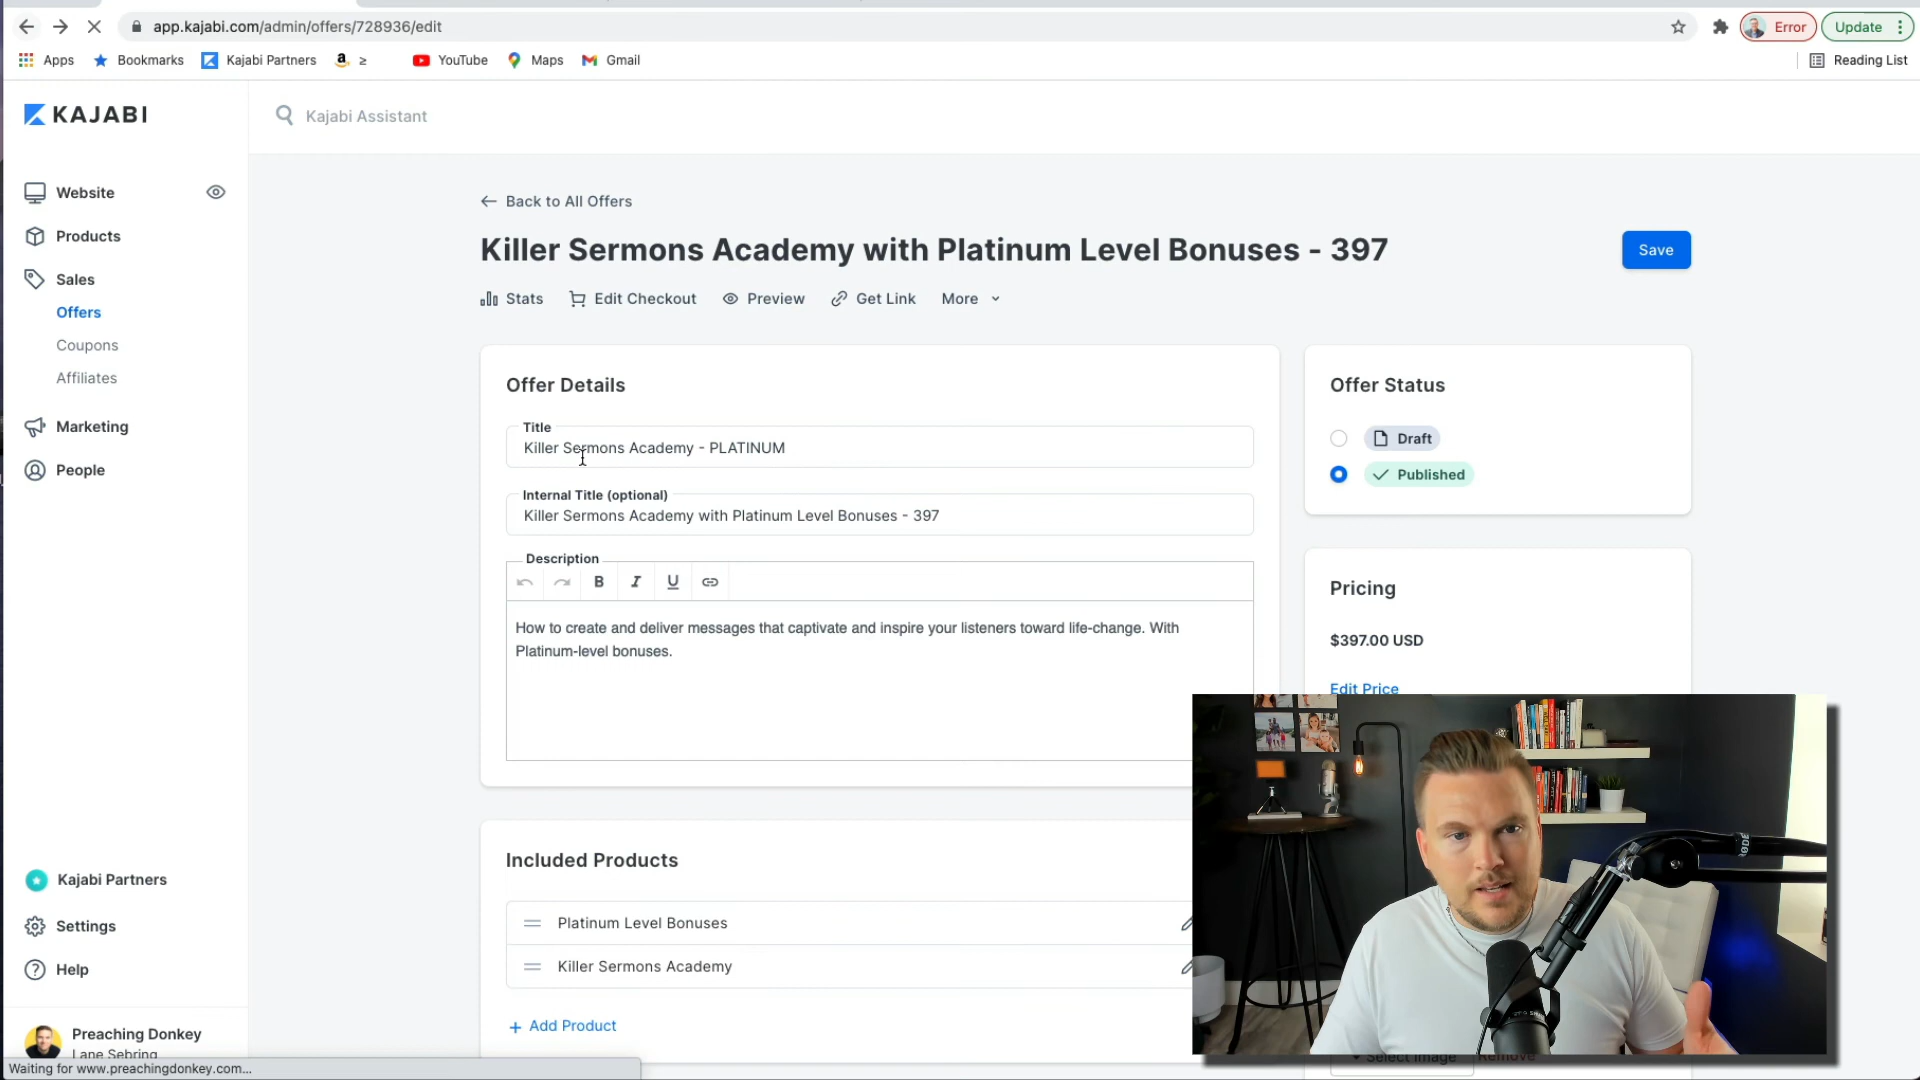 app.kajabi.com/admin/offers/728936/edit
Error
Update
Apps
Bookmarks
Kajabi Partners
≥
YouTube
Maps
Gmail
Reading List
KAJABI
Kajabi Assistant
Website
Products
Sales
Offers
Coupons
Affiliates
Marketing
People
Kajabi Partners
Settings
Help
Preaching Donkey
Lane Sebring
Waiting for www.preachingdonkey.com...
Back to All Offers
Killer Sermons Academy with Platinum Level Bonuses - 397
Save
Stats
Edit Checkout
Preview
Get Link
More
Offer Details
Title
Killer Sermons Academy - PLATINUM
Internal Title (optional)
Killer Sermons Academy with Platinum Level Bonuses - 397
Description
B I U
How to create and deliver messages that captivate and inspire your listeners toward life-change. With
Platinum-level bonuses.
Included Products
Platinum Level Bonuses
Killer Sermons Academy
+ Add Product
Offer Status
Draft
Published
Pricing
$397.00 USD
Edit Price
RØDE
Select Image
Remove